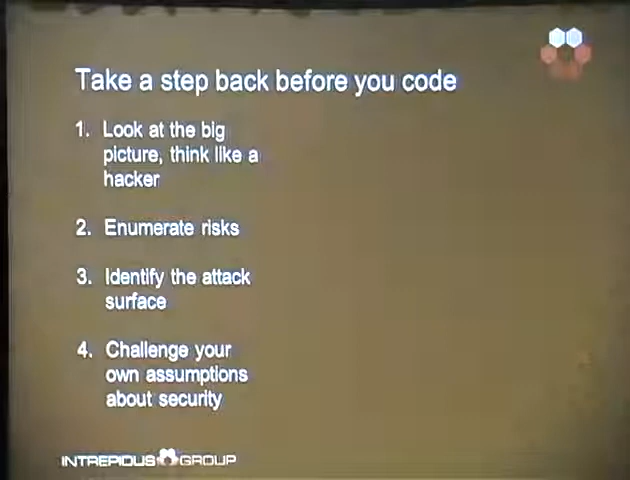 Take a step back before you code
1. Look at the big
picture, think like a
hacker
2. Enumerate risks
3. Identify the attack
surface
4. Challenge your
own assumptions
about security
INTREPIDUS GROUP